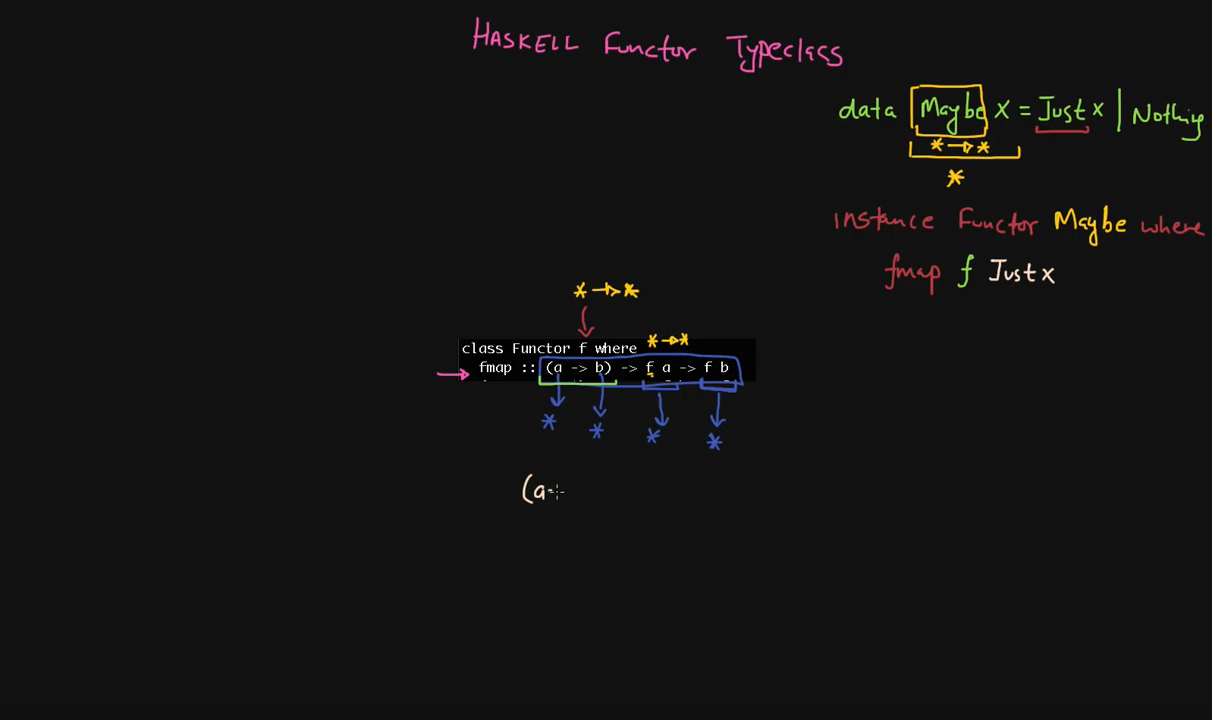 HASKELL Functor Typeclass
data Maybe x = Just x | Nothing
* → *
*
instance Functor Maybe where
fmap f Just x
* → *
class Functor f where
* → *
fmap :: (a -> b) -> f a -> f b
* * * *
(a-